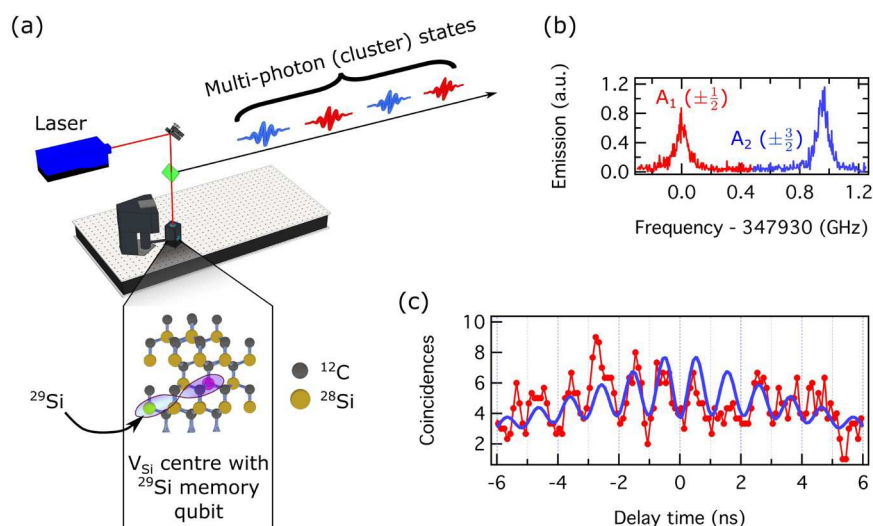 (a)
Multi-photon (cluster) states
Laser
²⁹Si
¹²C
²⁸Si
V_Si centre with
²⁹Si memory
qubit
(b)
Emission (a.u.)
1.2
0.8
0.4
0.0
A₁ (±½)
A₂ (±3/2)
0.0 0.4 0.8 1.2
Frequency - 347930 (GHz)
(c)
Coincidences
10
8
6
4
2
-6 -4 -2 0 2 4 6
Delay time (ns)